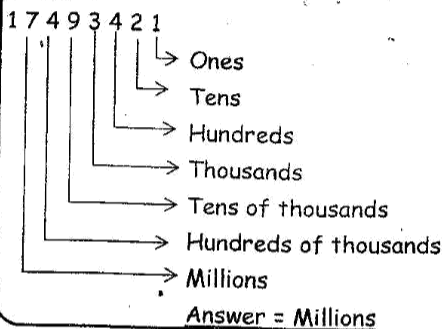 1 7 4 9 3 4 2 1
Ones
Tens
Hundreds
Thousands
Tens of thousands
Hundreds of thousands
Millions
Answer = Millions